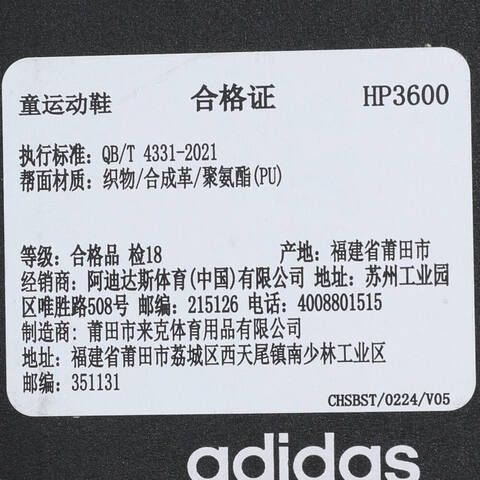 童运动鞋 合格证 HP3600
执行标准: QB/T 4331-2021
帮面材质: 织物/合成革/聚氨酯(PU)
等级: 合格品 检18 产地: 福建省莆田市
经销商: 阿迪达斯体育(中国)有限公司 地址: 苏州工业园
区唯胜路508号 邮编: 215126 电话: 4008801515
制造商: 莆田市来克体育用品有限公司
地址: 福建省莆田市荔城区西天尾镇南少林工业区
邮编: 351131
CHSBST/0224/V05
adidas